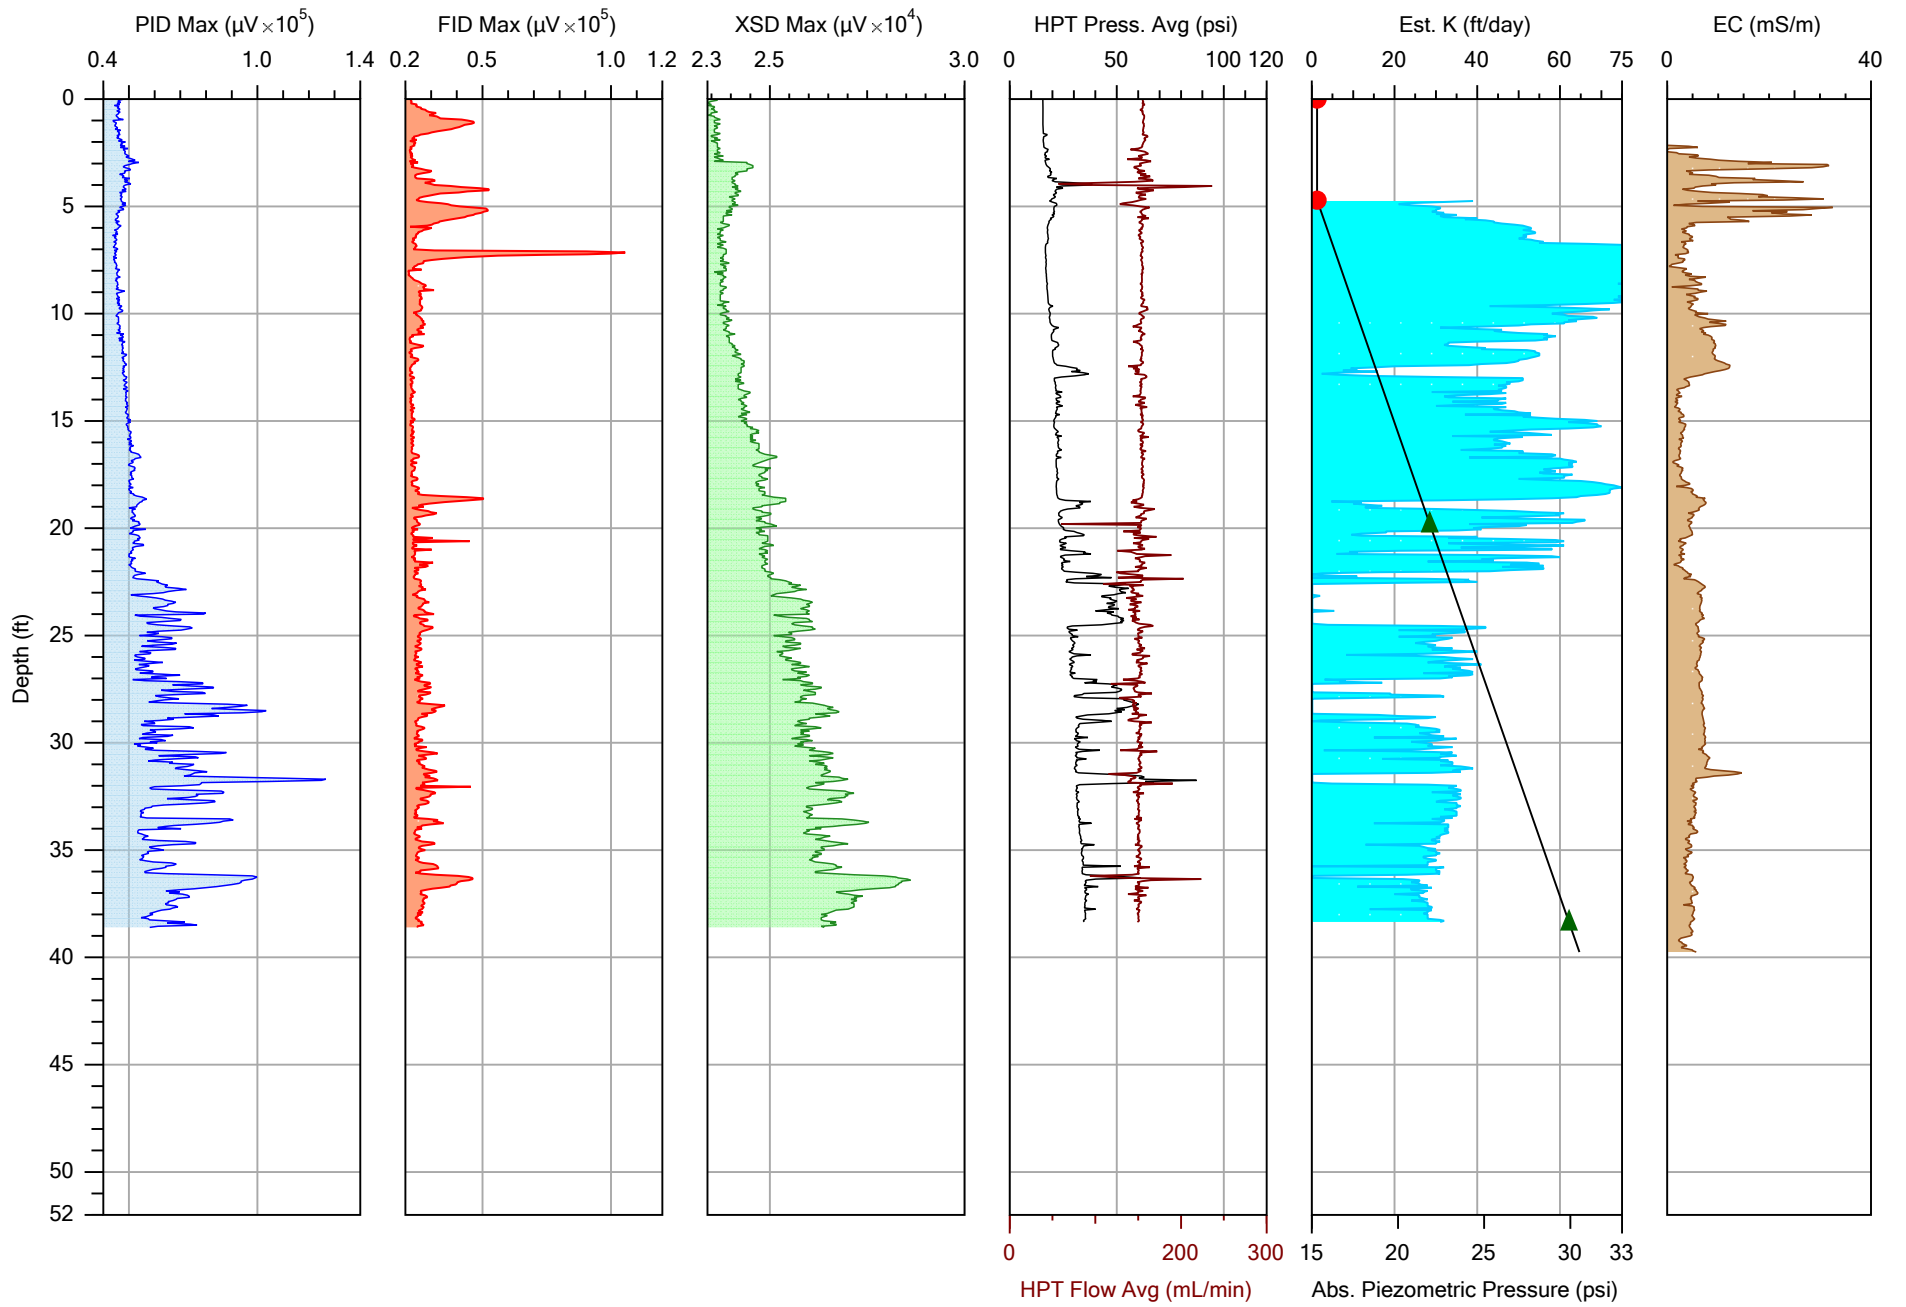 PID Max (µV×10⁵) FID Max (µV×10⁵) XSD Max (µV×10⁴) HPT Press. Avg (psi) Est. K (ft/day) EC (mS/m)
0.4 1.0 1.4 0.2 0.5 1.0 1.2 2.3 2.5 3.0 0 50 100 120 0 20 40 60 75 0 40
0
5
10
15
20
25
30
35
40
45
50
52
Depth (ft)
0 200 300 15 20 25 30 33
HPT Flow Avg (mL/min) Abs. Piezometric Pressure (psi)